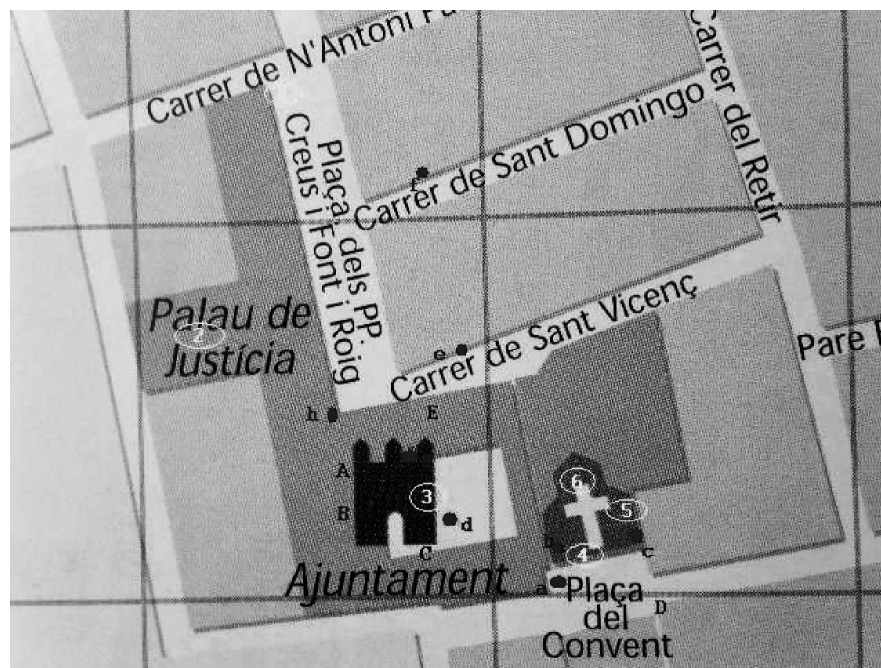 Carrer de N'Antoni
Carrer del Retir
Carrer de Sant Domingo
Plaça dels PP.
Creus i Font i Roig
f
Carrer de Sant Vicenç
Palau de
Justícia
2
e
Pare
h
E
A
B
3
d
C
6
5
4
b
c
a
Ajuntament
Plaça
del
Convent
D